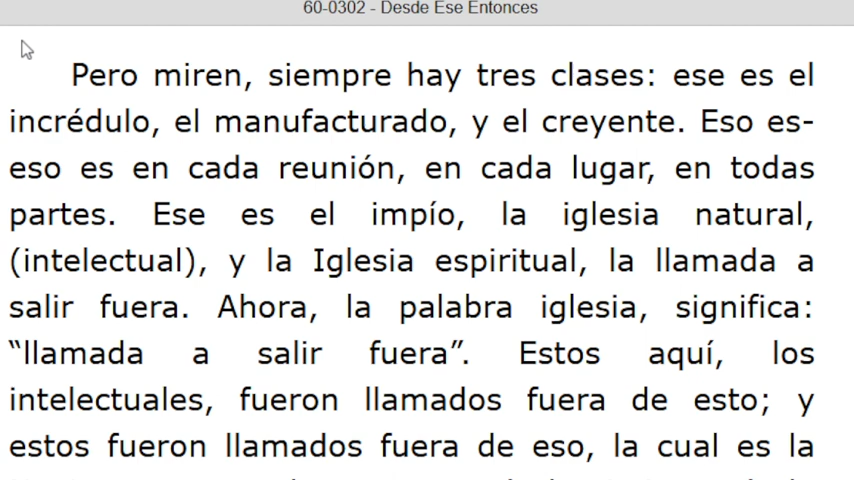 60-0302 - Desde Ese Entonces
Pero miren, siempre hay tres clases: ese es el
incrédulo, el manufacturado, y el creyente. Eso es-
eso es en cada reunión, en cada lugar, en todas
partes. Ese es el impío, la iglesia natural,
(intelectual), y la Iglesia espiritual, la llamada a
salir fuera. Ahora, la palabra iglesia, significa:
“llamada a salir fuera”. Estos aquí, los
intelectuales, fueron llamados fuera de esto; y
estos fueron llamados fuera de eso, la cual es la